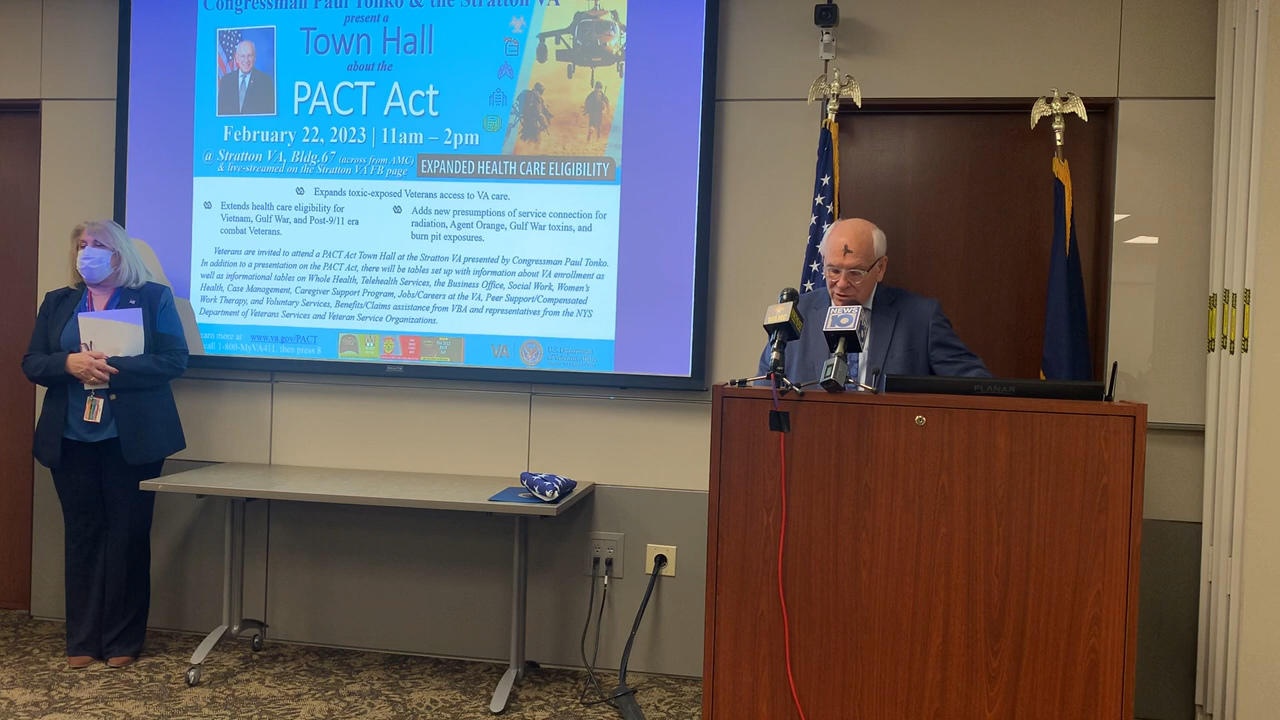 Congressman Paul Tonko & the Stratton VA
present a
Town Hall
about the
PACT Act
February 22, 2023 | 11am – 2pm
@ Stratton VA, Bldg.67 (across from AMC)
& live-streamed on the Stratton VA FB page
EXPANDED HEALTH CARE ELIGIBILITY
Expands toxic-exposed Veterans access to VA care.
Extends health care eligibility for
Vietnam, Gulf War, and Post-9/11 era
combat Veterans.
Adds new presumptions of service connection for
radiation, Agent Orange, Gulf War toxins, and
burn pit exposures.
Veterans are invited to attend a PACT Act Town Hall at the Stratton VA presented by Congressman Paul Tonko.
In addition to a presentation on the PACT Act, there will be tables set up with information about VA enrollment as
well as informational tables on Whole Health, Telehealth Services, the Business Office, Social Work, Women's
Health, Case Management, Caregiver Support Program, Jobs/Careers at the VA, Peer Support/Compensated
Work Therapy, and Voluntary Services, Benefits/Claims assistance from VBA and representatives from the NYS
Department of Veterans Services and Veteran Service Organizations.
earn more at: www.va.gov/PACT
call 1-800-MyVA411, then press 8
VA
NEWS
10
PLANAR